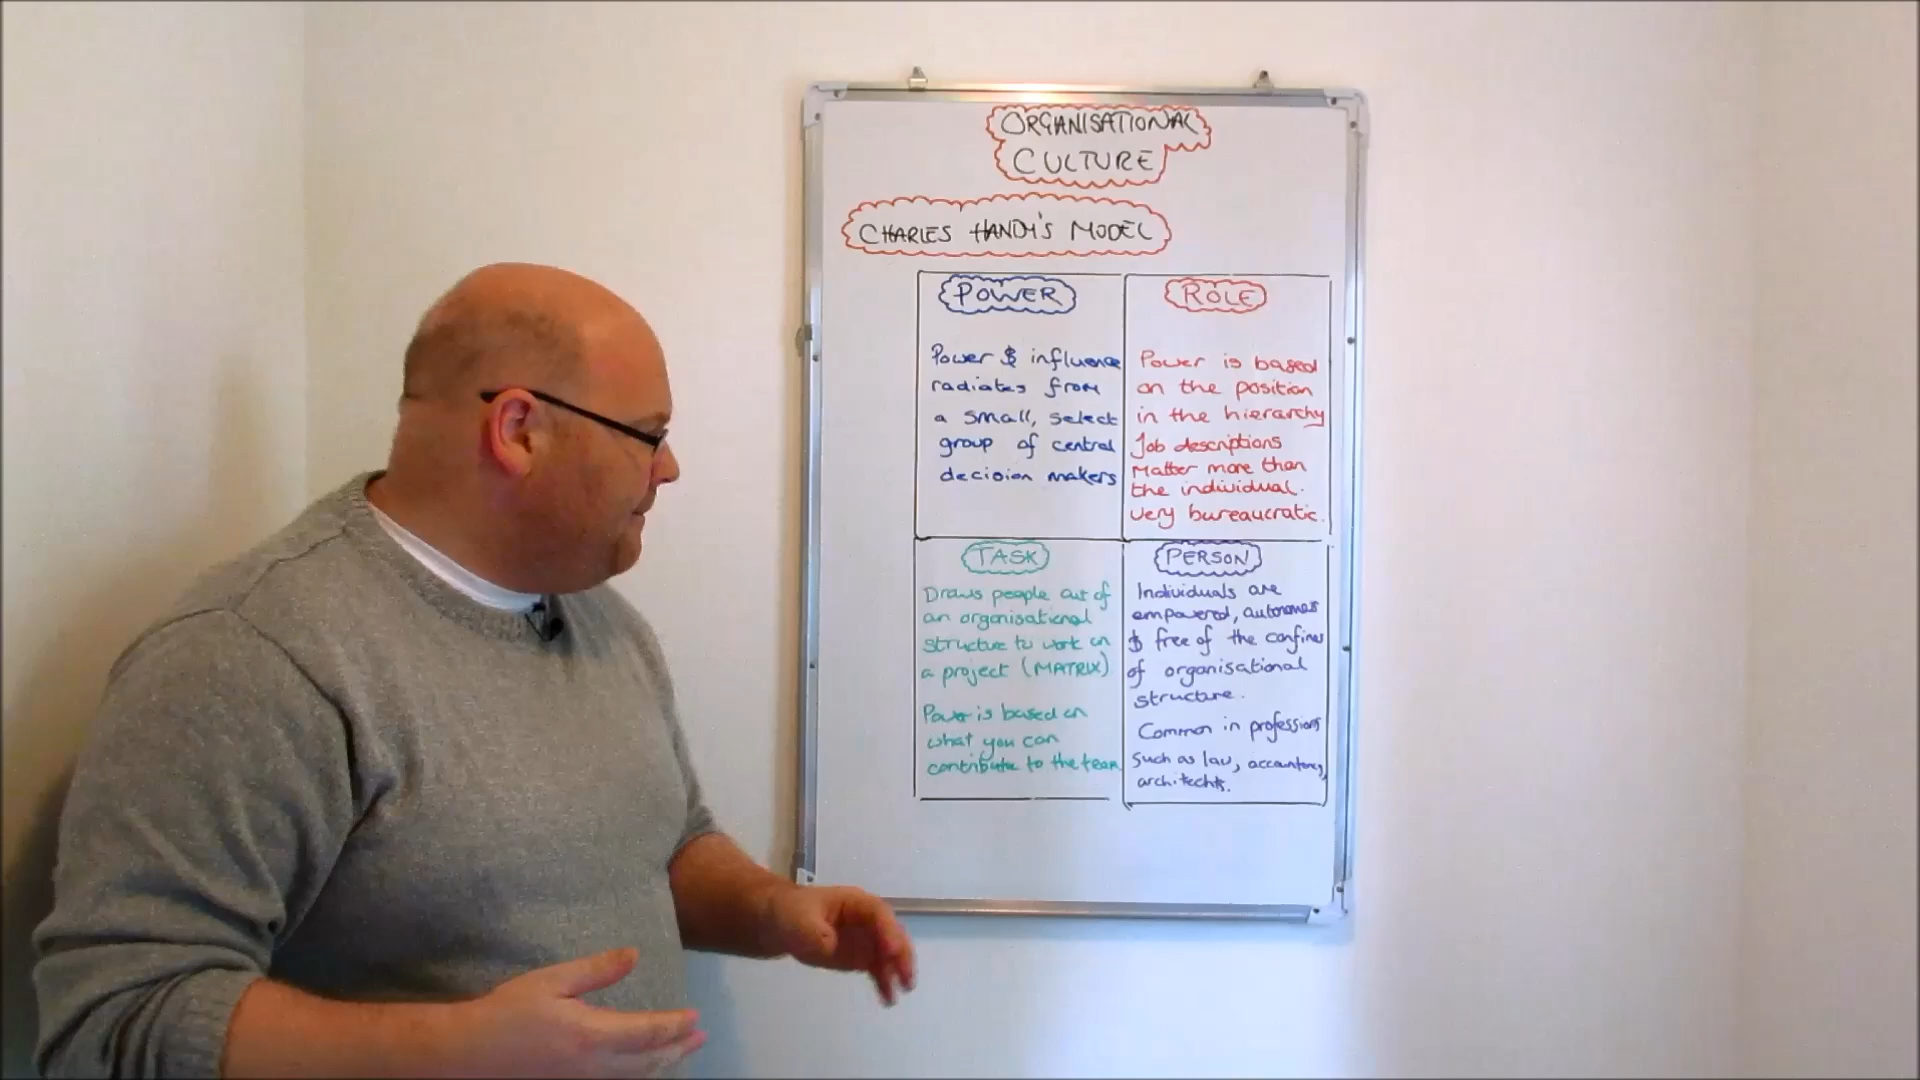 ORGANISATIONAL
CULTURE
CHARLES HANDY'S MODEL
POWER
Power & influence
radiates from
a small, select
group of central
decision makers
ROLE
Power is based
on the position
in the hierarchy
Job descriptions
Matter more than
the individual.
Very bureaucratic.
TASK
Draws people out of
an organisational
structure to work on
a project (MATRIX)
Power is based on
what you can
contribute to the team
PERSON
Individuals are
empowered,
& free of the confines
of organisational
structure.
Common in professions
Such as law, accountancy,
architechts.